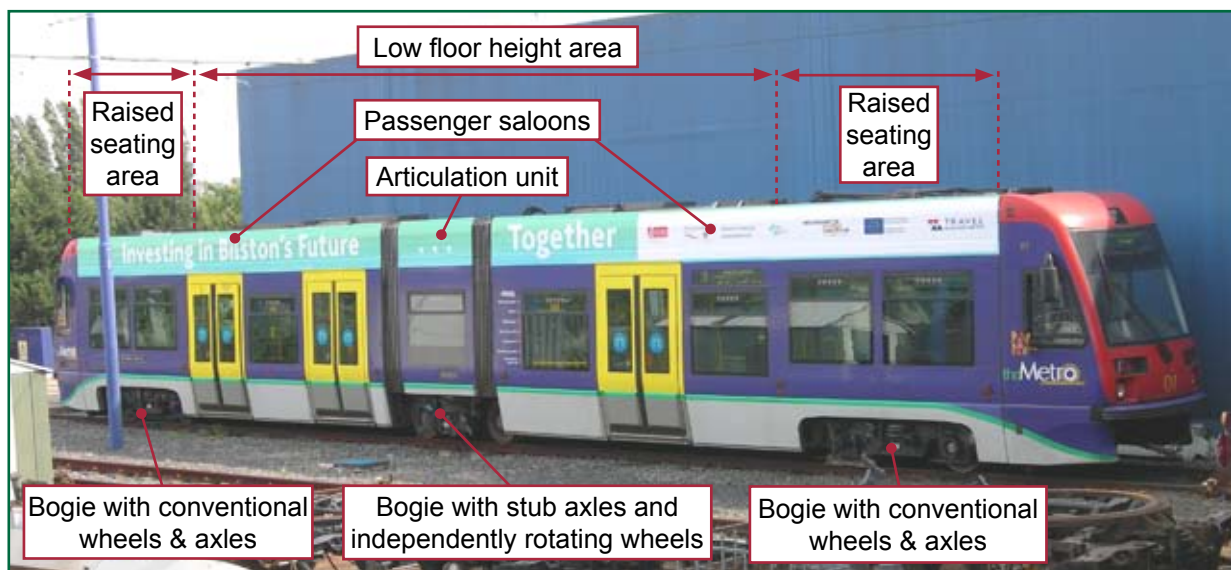 Low floor height area
Raised
seating
area
Passenger saloons
Raised
seating
area
Articulation unit
Investing in Bilston's Future
Together
TRAVEL
theMetro
01
Bogie with conventional
wheels & axles
Bogie with stub axles and
independently rotating wheels
Bogie with conventional
wheels & axles